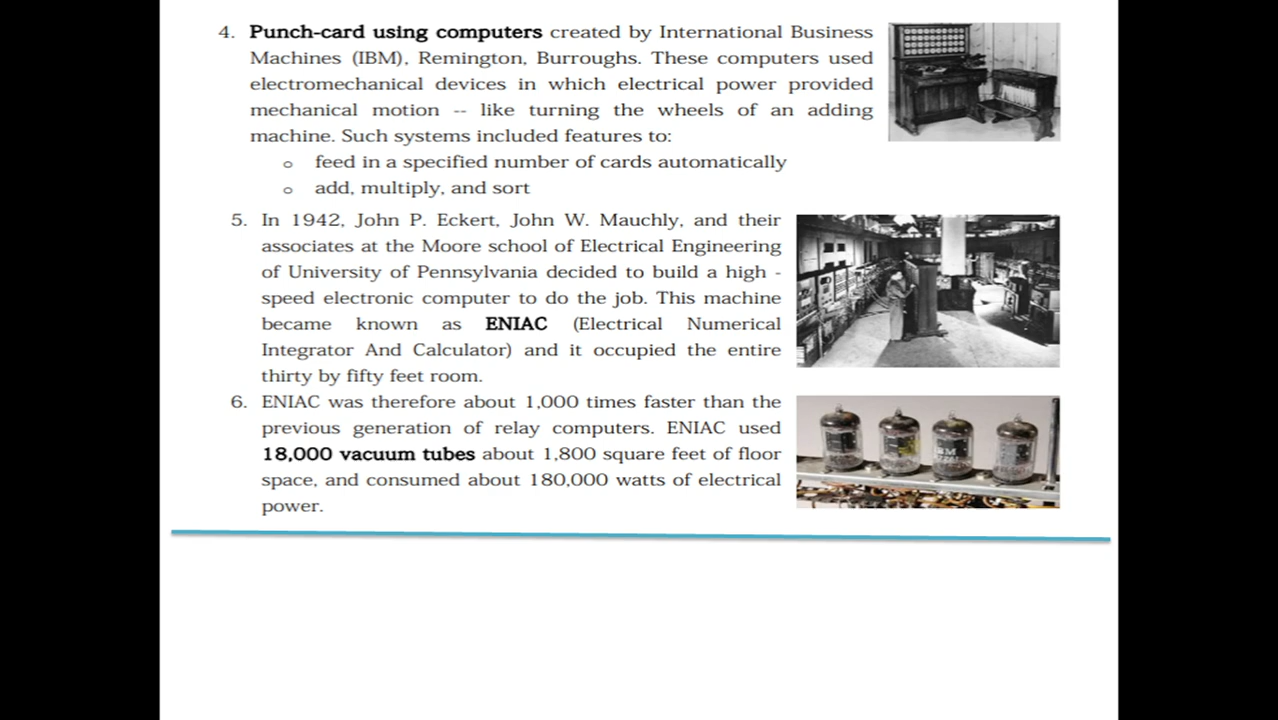 4. Punch-card using computers created by International Business
Machines (IBM), Remington, Burroughs. These computers used
electromechanical devices in which electrical power provided
mechanical motion -- like turning the wheels of an adding
machine. Such systems included features to:
o feed in a specified number of cards automatically
o add, multiply, and sort
5. In 1942, John P. Eckert, John W. Mauchly, and their
associates at the Moore school of Electrical Engineering
of University of Pennsylvania decided to build a high -
speed electronic computer to do the job. This machine
became known as ENIAC (Electrical Numerical
Integrator And Calculator) and it occupied the entire
thirty by fifty feet room.
6. ENIAC was therefore about 1,000 times faster than the
previous generation of relay computers. ENIAC used
18,000 vacuum tubes about 1,800 square feet of floor
space, and consumed about 180,000 watts of electrical
power.